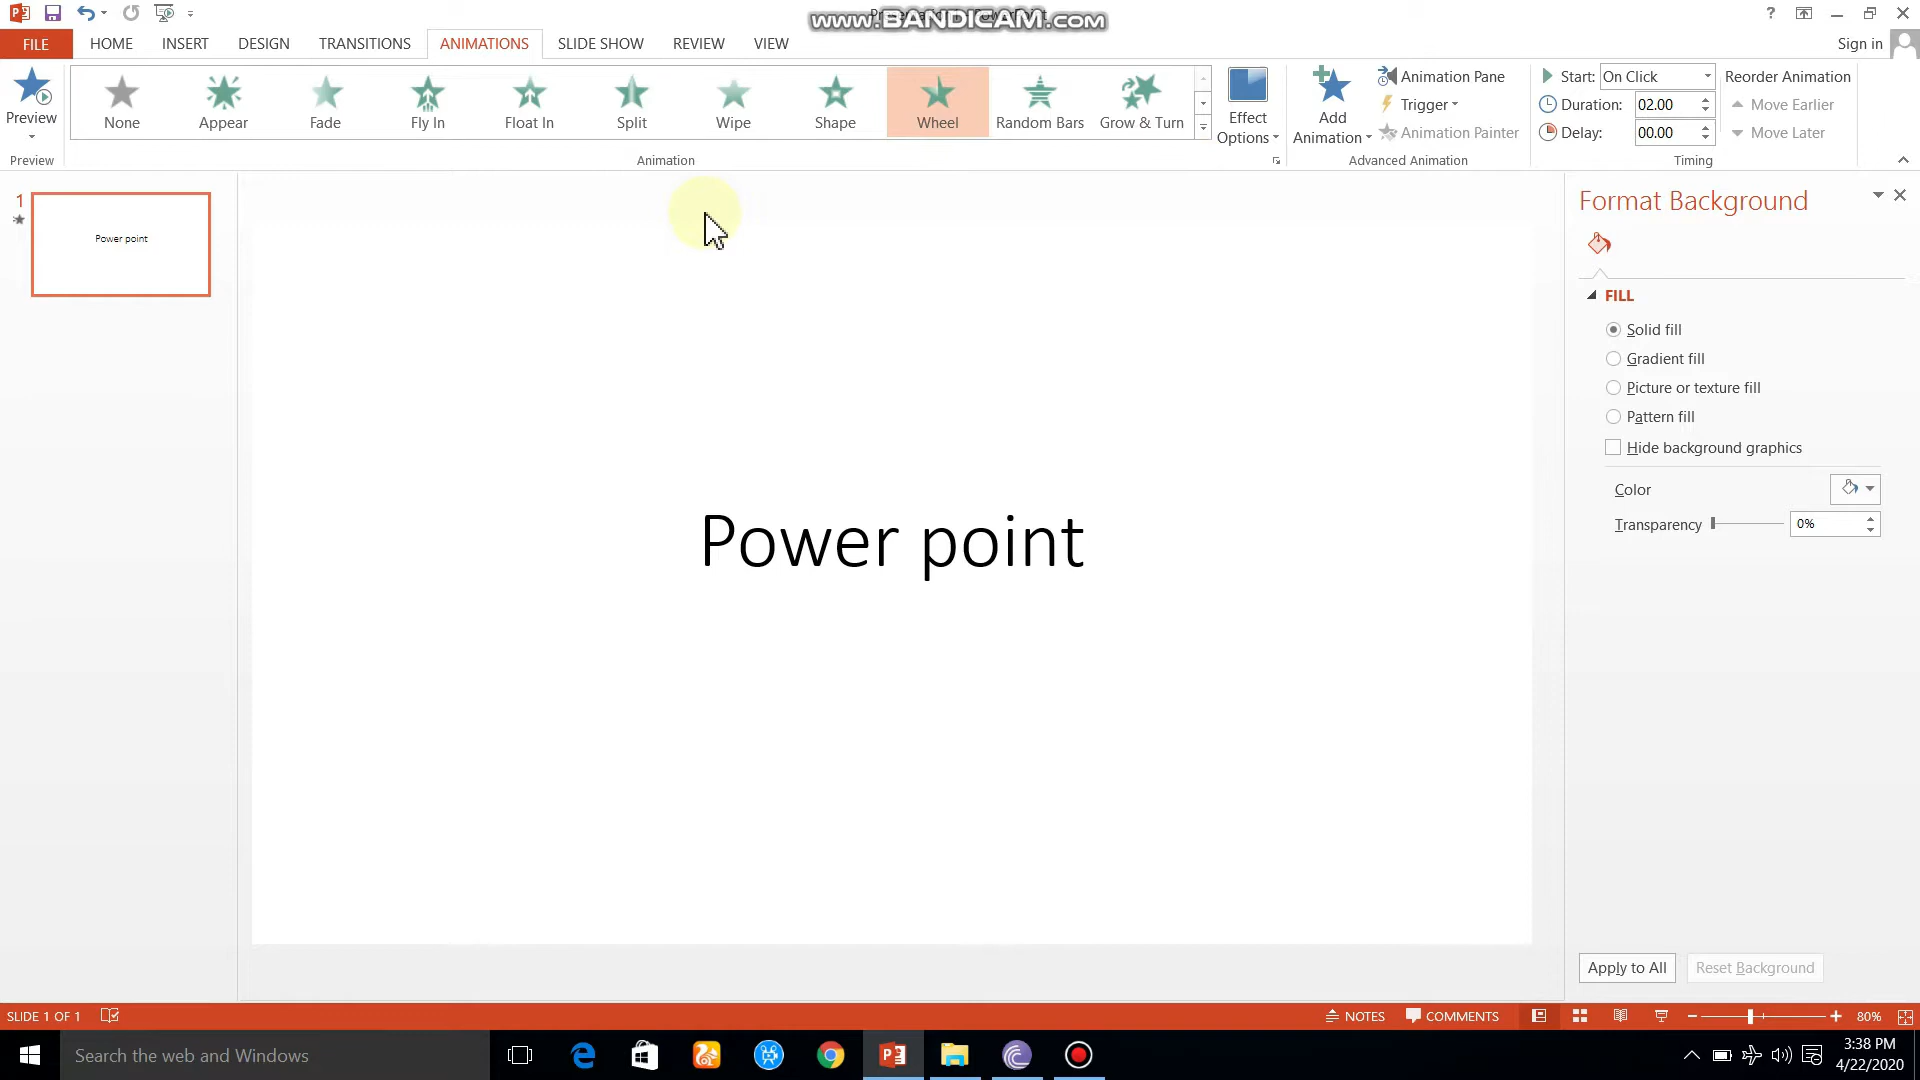 www.BANDICAM.com
?
FILE
HOME
INSERT
DESIGN
TRANSITIONS
ANIMATIONS
SLIDE SHOW
REVIEW
VIEW
Sign in
Preview
None
Appear
Fade
Fly In
Float In
Split
Wipe
Shape
Wheel
Random Bars
Grow & Turn
Effect
Options
Add
Animation
Animation Pane
Trigger
Animation Painter
Start: On Click
Duration: 02.00
Delay: 00.00
Reorder Animation
Move Earlier
Move Later
Preview
Animation
Advanced Animation
Timing
1
Power point
Power point
Format Background
FILL
Solid fill
Gradient fill
Picture or texture fill
Pattern fill
Hide background graphics
Color
Transparency
0%
Apply to All
Reset Background
SLIDE 1 OF 1
NOTES
COMMENTS
80%
Search the web and Windows
3:38 PM
4/22/2020